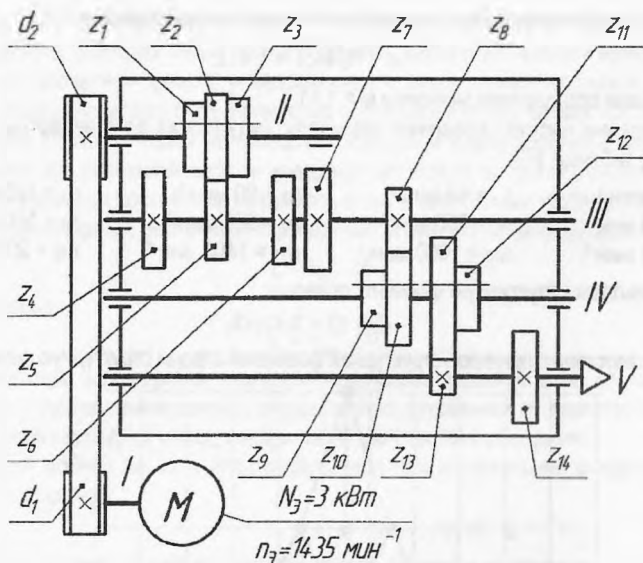 d₂ z₁ z₂ z₃ z₇ z₈ z₁₁
II
z₁₂
III
z₄
IV
z₅
V
z₆
z₉ z₁₀ z₁₃ z₁₄
d₁
I
M
Nэ=3 кВт
nэ=1435 мин⁻¹